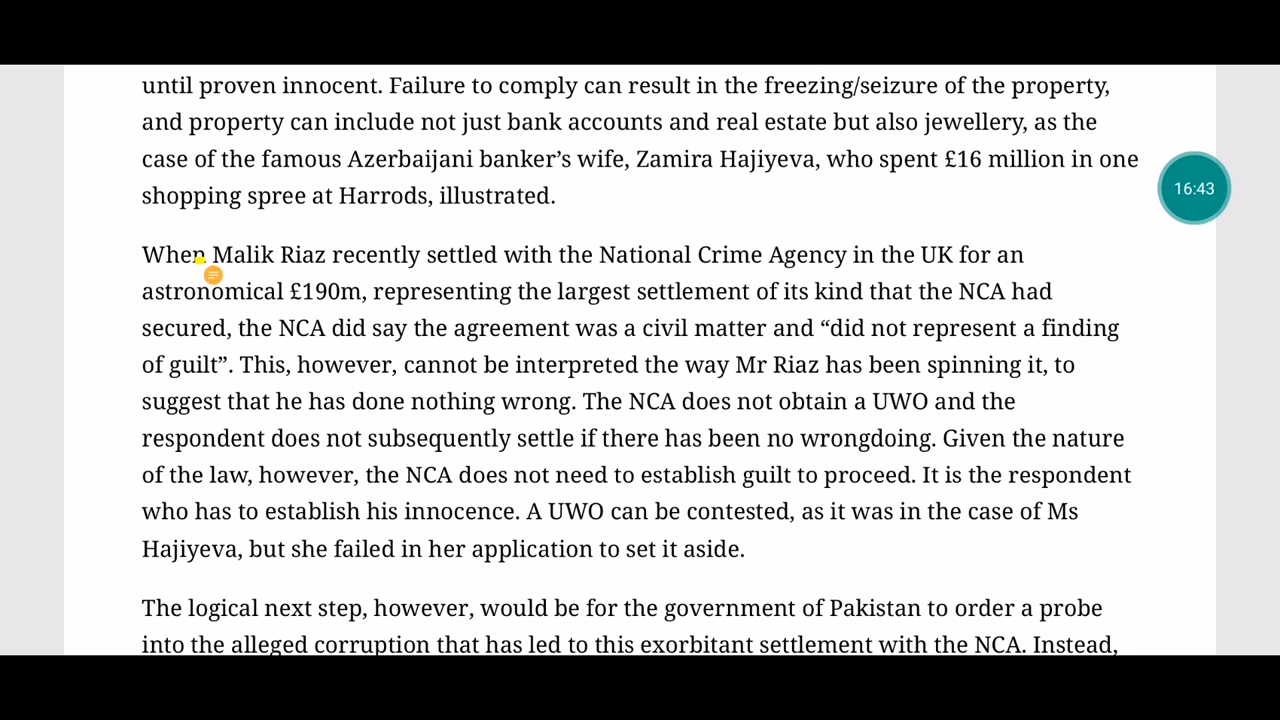 until proven innocent. Failure to comply can result in the freezing/seizure of the property,
and property can include not just bank accounts and real estate but also jewellery, as the
case of the famous Azerbaijani banker’s wife, Zamira Hajiyeva, who spent £16 million in one
shopping spree at Harrods, illustrated.
16:43
When Malik Riaz recently settled with the National Crime Agency in the UK for an
astronomical £190m, representing the largest settlement of its kind that the NCA had
secured, the NCA did say the agreement was a civil matter and “did not represent a finding
of guilt”. This, however, cannot be interpreted the way Mr Riaz has been spinning it, to
suggest that he has done nothing wrong. The NCA does not obtain a UWO and the
respondent does not subsequently settle if there has been no wrongdoing. Given the nature
of the law, however, the NCA does not need to establish guilt to proceed. It is the respondent
who has to establish his innocence. A UWO can be contested, as it was in the case of Ms
Hajiyeva, but she failed in her application to set it aside.
The logical next step, however, would be for the government of Pakistan to order a probe
into the alleged corruption that has led to this exorbitant settlement with the NCA. Instead,